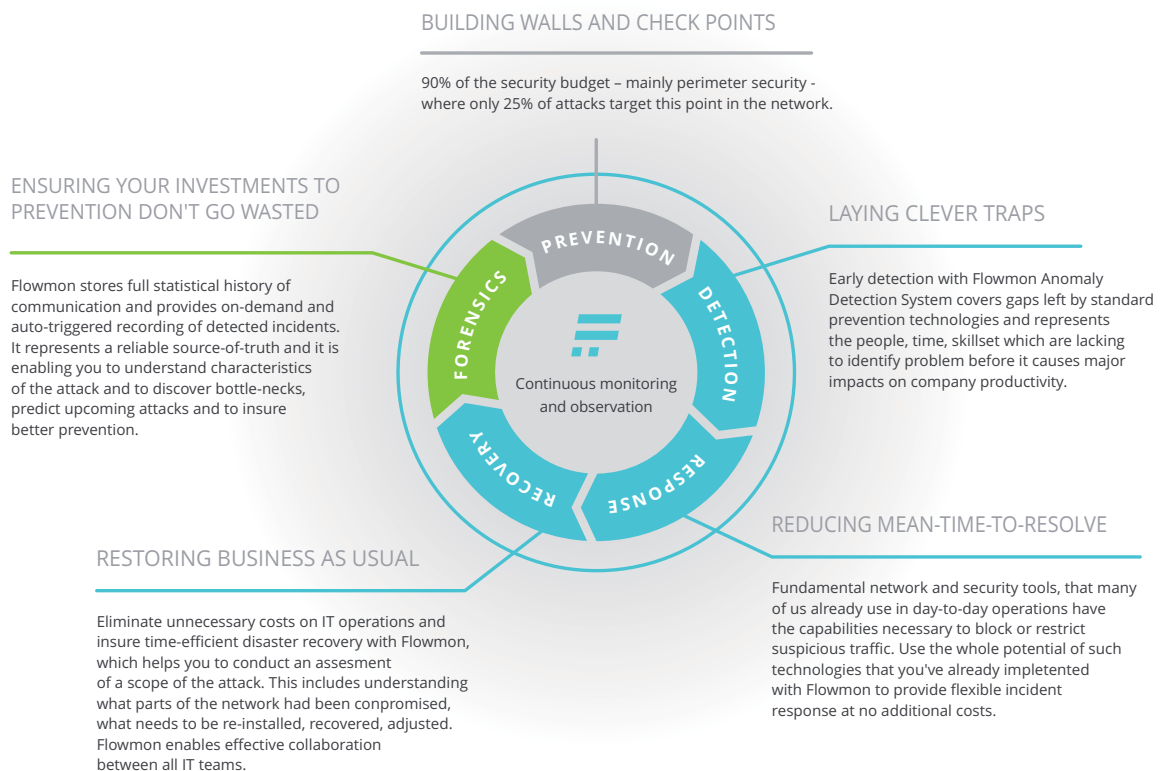 BUILDING WALLS AND CHECK POINTS
90% of the security budget – mainly perimeter security -
where only 25% of attacks target this point in the network.
ENSURING YOUR INVESTMENTS TO
PREVENTION DON'T GO WASTED
Flowmon stores full statistical history of
communication and provides on-demand and
auto-triggered recording of detected incidents.
It represents a reliable source-of-truth and it is
enabling you to understand characteristics
of the attack and to discover bottle-necks,
predict upcoming attacks and to insure
better prevention.
LAYING CLEVER TRAPS
Early detection with Flowmon Anomaly
Detection System covers gaps left by standard
prevention technologies and represents
the people, time, skillset which are lacking
to identify problem before it causes major
impacts on company productivity.
PREVENTION
DETECTION
RESPONSE
RECOVERY
FORENSICS
Continuous monitoring
and observation
REDUCING MEAN-TIME-TO-RESOLVE
Fundamental network and security tools, that many
of us already use in day-to-day operations have
the capabilities necessary to block or restrict
suspicious traffic. Use the whole potential of such
technologies that you've already impletented
with Flowmon to provide flexible incident
response at no additional costs.
RESTORING BUSINESS AS USUAL
Eliminate unnecessary costs on IT operations and
insure time-efficient disaster recovery with Flowmon,
which helps you to conduct an assesment
of a scope of the attack. This includes understanding
what parts of the network had been conpromised,
what needs to be re-installed, recovered, adjusted.
Flowmon enables effective collaboration
between all IT teams.